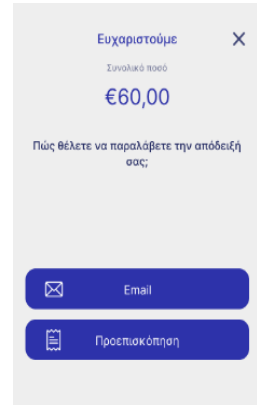 Ευχαριστούμε
Συνολικό ποσό
€60,00
Πώς θέλετε να παραλάβετε την απόδειξή
σας;
Email
Προεπισκόπηση